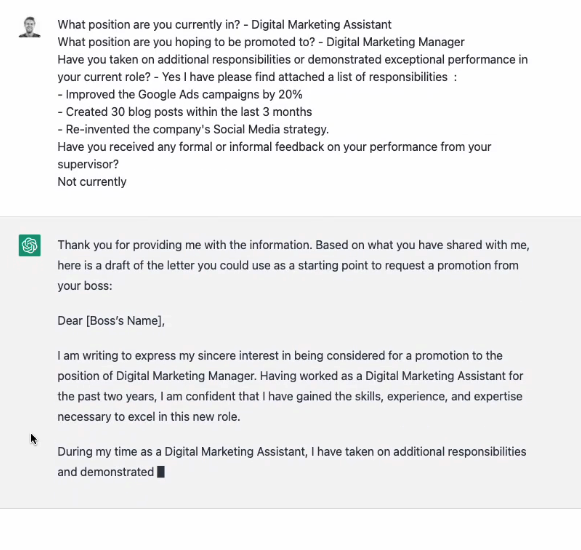 What position are you currently in? - Digital Marketing Assistant
What position are you hoping to be promoted to? - Digital Marketing Manager
Have you taken on additional responsibilities or demonstrated exceptional performance in
your current role? - Yes I have please find attached a list of responsibilities :
- Improved the Google Ads campaigns by 20%
- Created 30 blog posts within the last 3 months
- Re-invented the company's Social Media strategy.
Have you received any formal or informal feedback on your performance from your
supervisor?
Not currently
Thank you for providing me with the information. Based on what you have shared with me,
here is a draft of the letter you could use as a starting point to request a promotion from
your boss:
Dear [Boss's Name],
I am writing to express my sincere interest in being considered for a promotion to the
position of Digital Marketing Manager. Having worked as a Digital Marketing Assistant for
the past two years, I am confident that I have gained the skills, experience, and expertise
necessary to excel in this new role.
During my time as a Digital Marketing Assistant, I have taken on additional responsibilities
and demonstrated